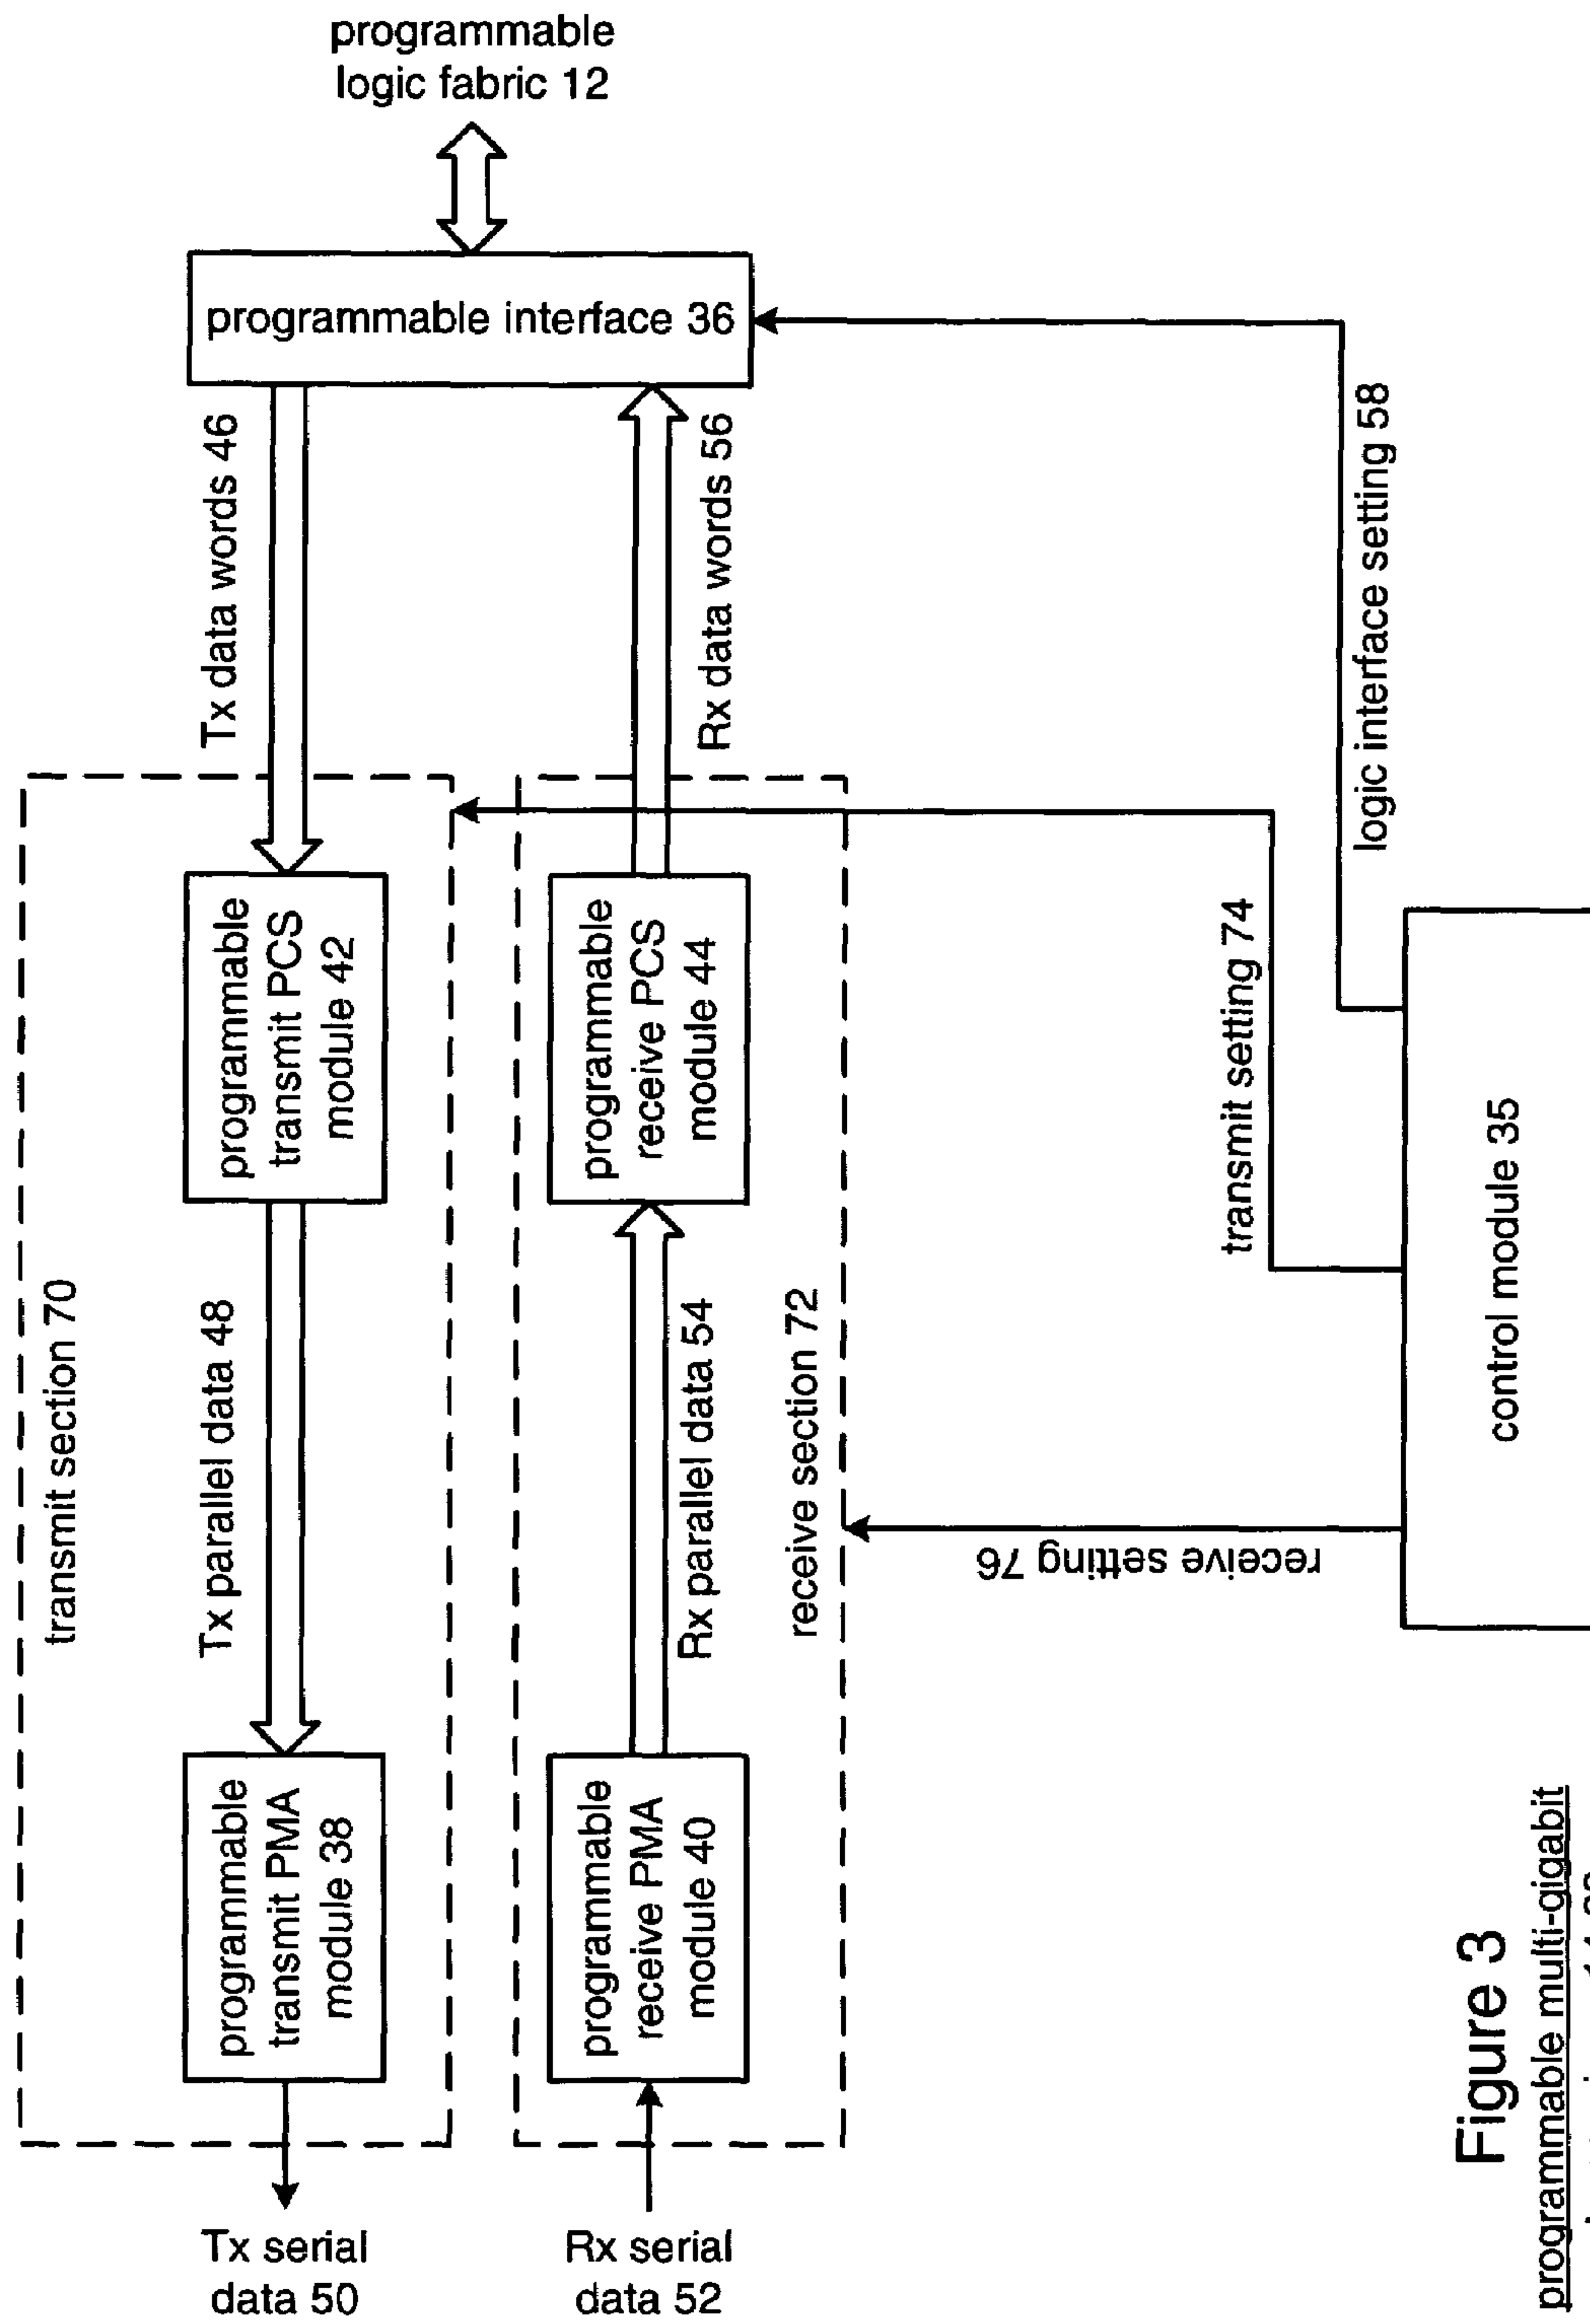 programmable
logic fabric 12
programmable interface 36
Tx data words 46
Rx data words 56
logic interface setting 58
transmit section 70
programmable
transmit PCS
module 42
programmable
receive PCS
module 44
Tx parallel data 48
Rx parallel data 54
receive section 72
transmit setting 74
receive setting 76
control module 35
programmable
transmit PMA
module 38
programmable
receive PMA
module 40
Tx serial
data 50
Rx serial
data 52
Figure 3
programmable multi-gigabit